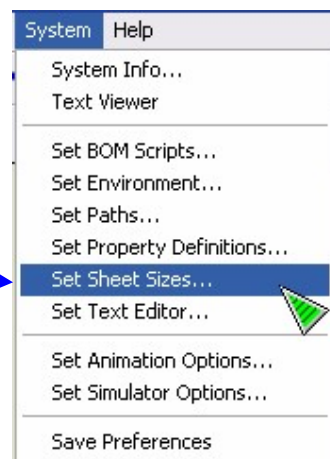 System Help
System Info...
Text Viewer
Set BOM Scripts...
Set Environment...
Set Paths...
Set Property Definitions...
Set Sheet Sizes...
Set Text Editor...
Set Animation Options...
Set Simulator Options...
Save Preferences